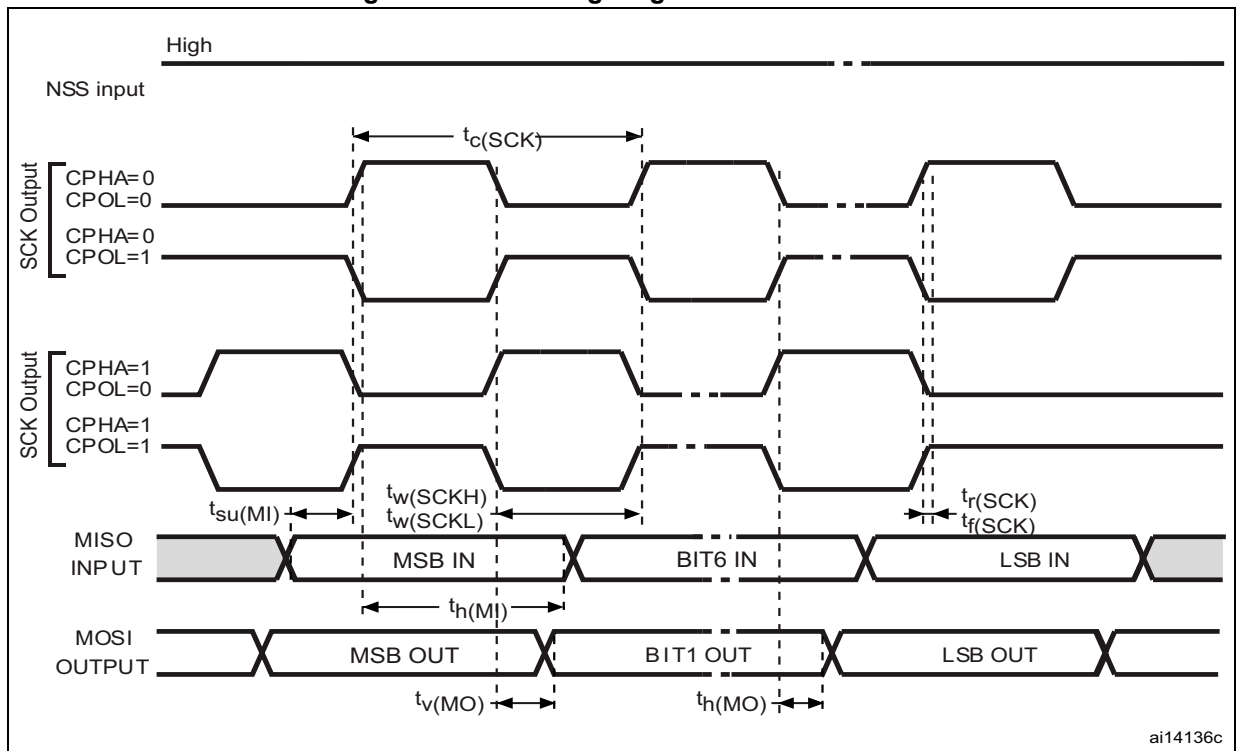 High
NSS input
tc(SCK)
SCK Output
CPHA=0
CPOL=0
CPHA=0
CPOL=1
SCK Output
CPHA=1
CPOL=0
CPHA=1
CPOL=1
tsu(MI)
tw(SCKH)
tw(SCKL)
tr(SCK)
tf(SCK)
MISO
INPUT
MSB IN
BIT6 IN
LSB IN
th(MI)
MOSI
OUTPUT
MSB OUT
BIT1 OUT
LSB OUT
tv(MO)
th(MO)
ai14136c